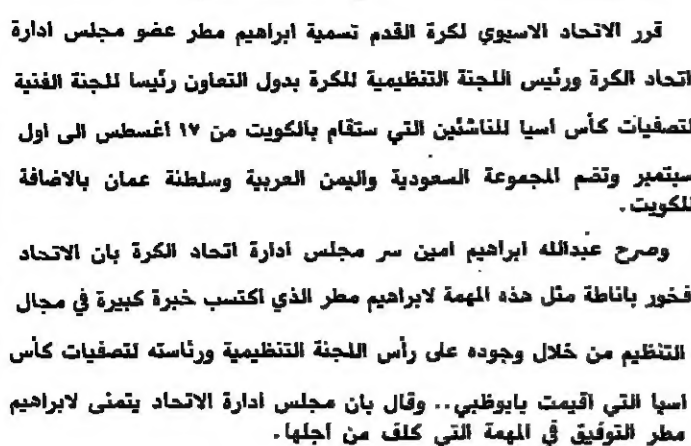 قرر الاتحاد الاسيوي لكرة القدم تسمية ابراهيم مطر عضو مجلس ادارة
اتحاد الكرة ورئيس اللجنة التنظيمية للكرة بدول التعاون رئيسا للجنة الفنية
لتصفيات كأس اسيا للناشئين التي ستقام بالكويت من ١٧ أغسطس الى اول
سبتمبر وتضم المجموعة السعودية واليمن العربية وسلطنة عمان بالاضافة
للكويت.
وصرح عبدالله ابراهيم امين سر مجلس ادارة اتحاد الكرة بان الاتحاد
فخور باناطة مثل هذه المهمة لابراهيم مطر الذي اكتسب خبرة كبيرة في مجال
التنظيم من خلال وجوده على رأس اللجنة التنظيمية ورئاسته لتصفيات كأس
اسيا التي اقيمت بابوظبي.. وقال بان مجلس ادارة الاتحاد يتمنى لابراهيم
مطر التوفيق في المهمة التي كلف من اجلها.